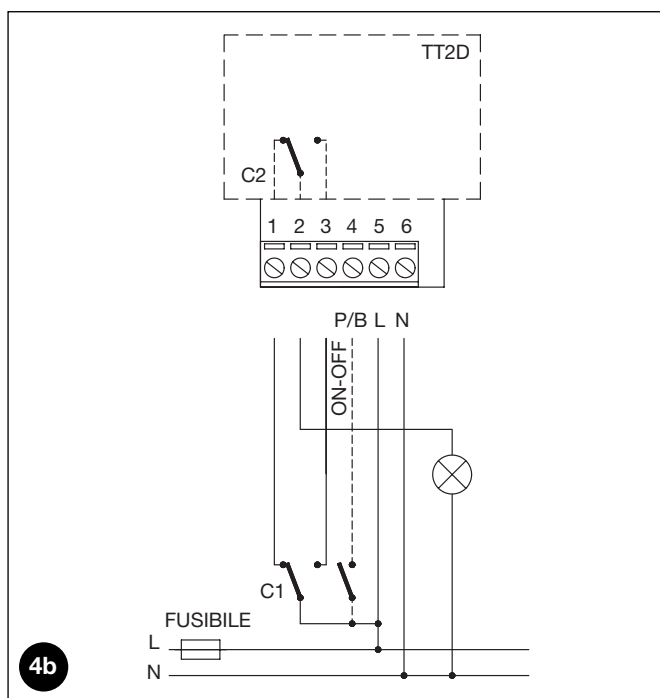 TT2D
C2
1 2 3 4 5 6
P/B L N
ON-OFF
C1
FUSIBILE
L
N
4b